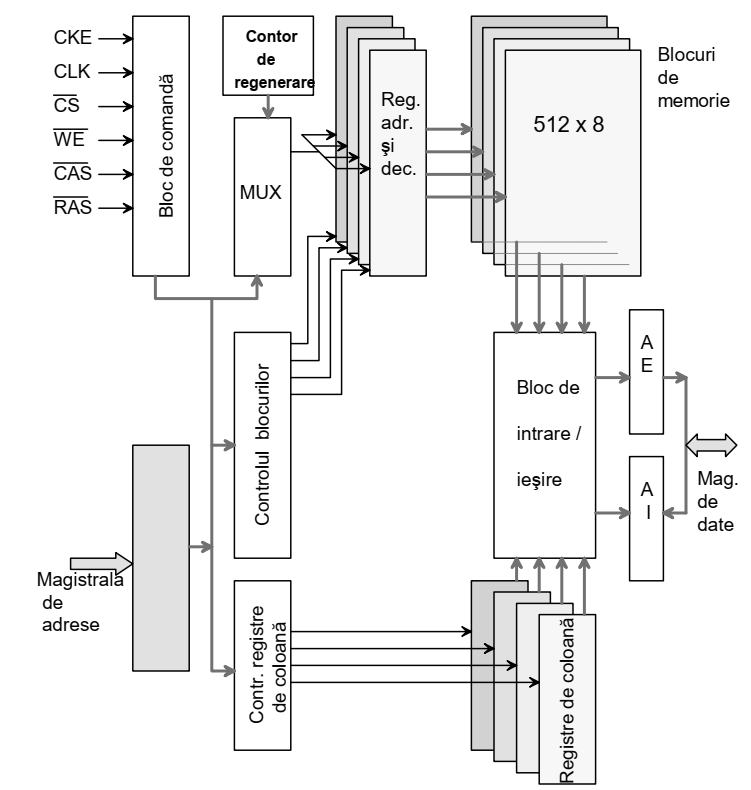 CKE
CLK
CS
WE
CAS
RAS
Bloc de comandă
Contor
de
regenerare
MUX
Reg.
adr.
şi
dec.
512 x 8
Blocuri
de
memorie
Controlul blocurilor
Bloc de
intrare /
ieşire
A
E
A
I
Mag.
de
date
Magistrala
de
adrese
Contr. registre
de coloană
Registre de coloană